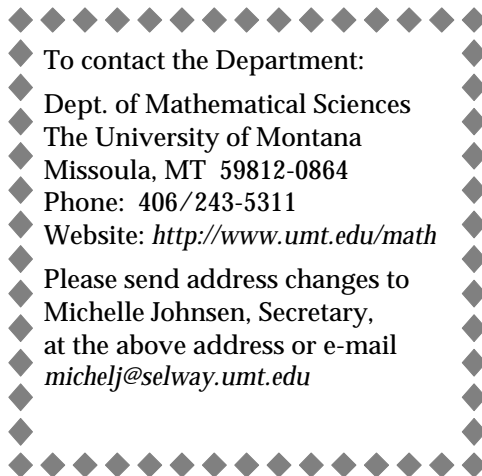 To contact the Department:
Dept. of Mathematical Sciences
The University of Montana
Missoula, MT  59812-0864
Phone:  406/243-5311
Website: http://www.umt.edu/math
Please send address changes to
Michelle Johnsen, Secretary,
at the above address or e-mail
michelj@selway.umt.edu